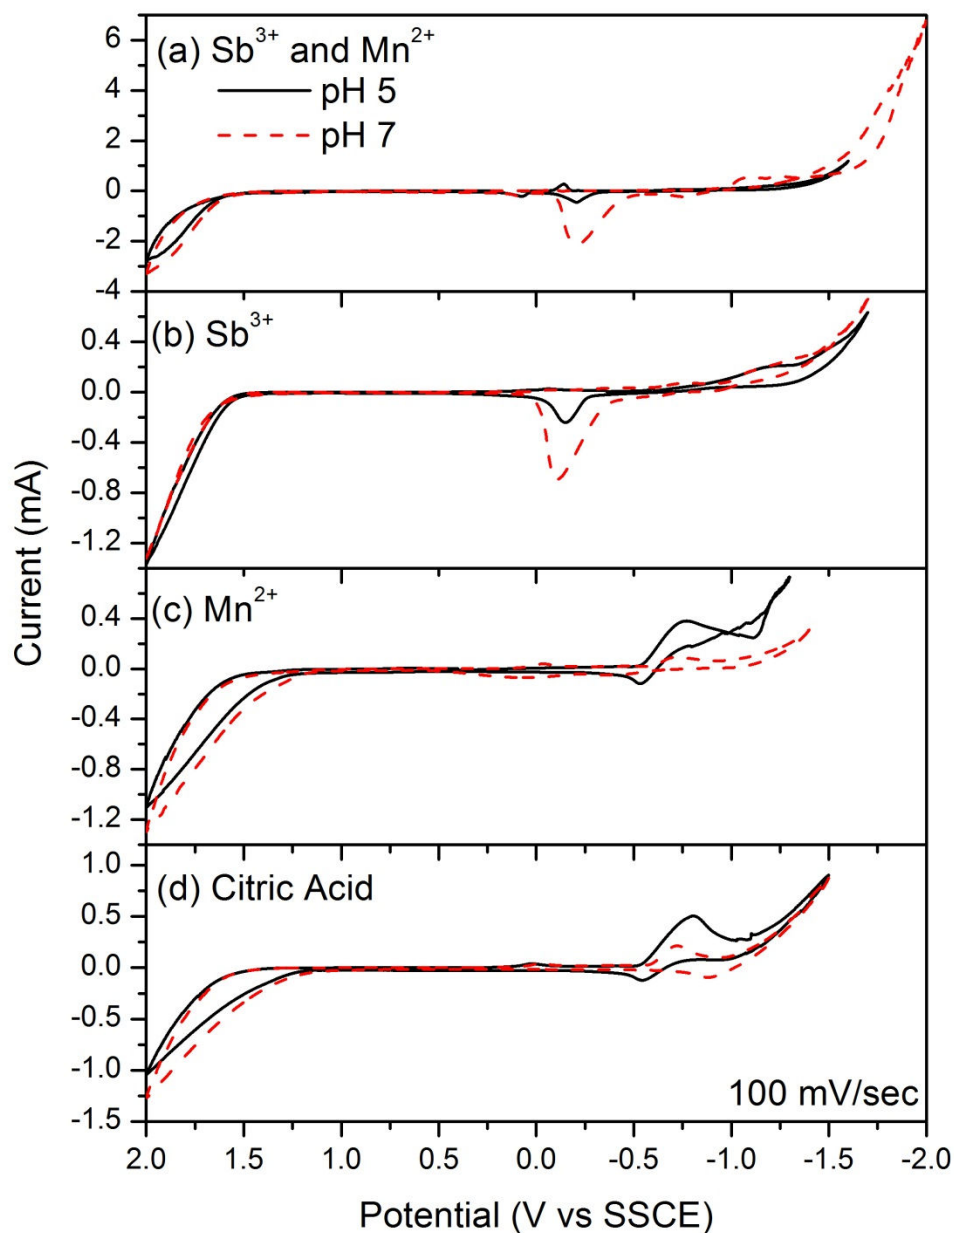 (a) Sb³⁺ and Mn²⁺
pH 5
pH 7
6
4
2
0
-2
-4
(b) Sb³⁺
0.4
0.0
-0.4
-0.8
-1.2
(c) Mn²⁺
0.4
0.0
-0.4
-0.8
-1.2
(d) Citric Acid
1.0
0.5
0.0
-0.5
-1.0
-1.5
100 mV/sec
2.0 1.5 1.0 0.5 0.0 -0.5 -1.0 -1.5 -2.0
Current (mA)
Potential (V vs SSCE)